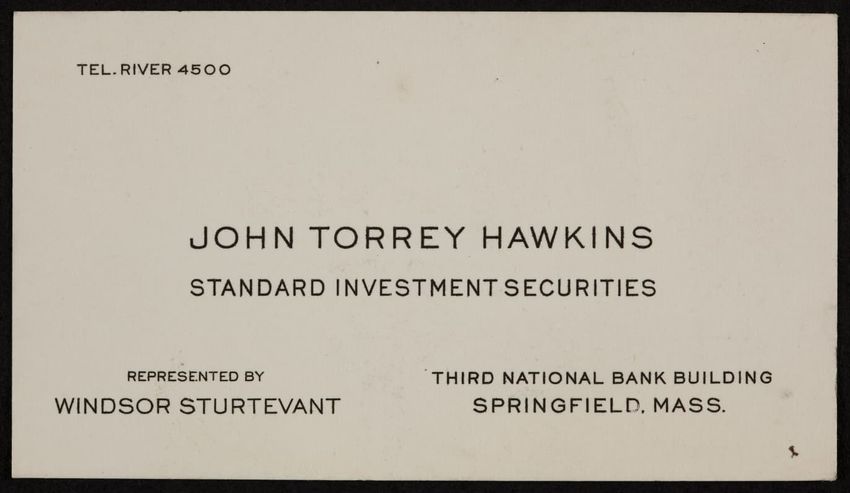 TEL. RIVER 4500
JOHN TORREY HAWKINS
STANDARD INVESTMENT SECURITIES
REPRESENTED BY
WINDSOR STURTEVANT
THIRD NATIONAL BANK BUILDING
SPRINGFIELD, MASS.